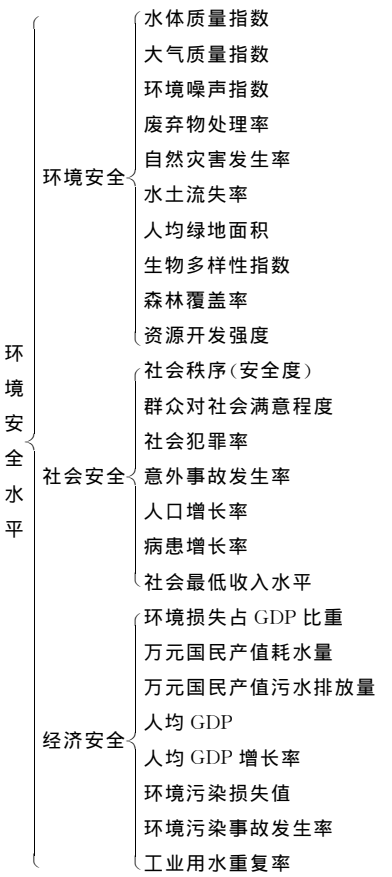 环境安全水平
环境安全
水体质量指数
大气质量指数
环境噪声指数
废弃物处理率
自然灾害发生率
水土流失率
人均绿地面积
生物多样性指数
森林覆盖率
资源开发强度
社会安全
社会秩序(安全度)
群众对社会满意程度
社会犯罪率
意外事故发生率
人口增长率
病患增长率
社会最低收入水平
经济安全
环境损失占 GDP 比重
万元国民产值耗水量
万元国民产值污水排放量
人均 GDP
人均 GDP 增长率
环境污染损失值
环境污染事故发生率
工业用水重复率